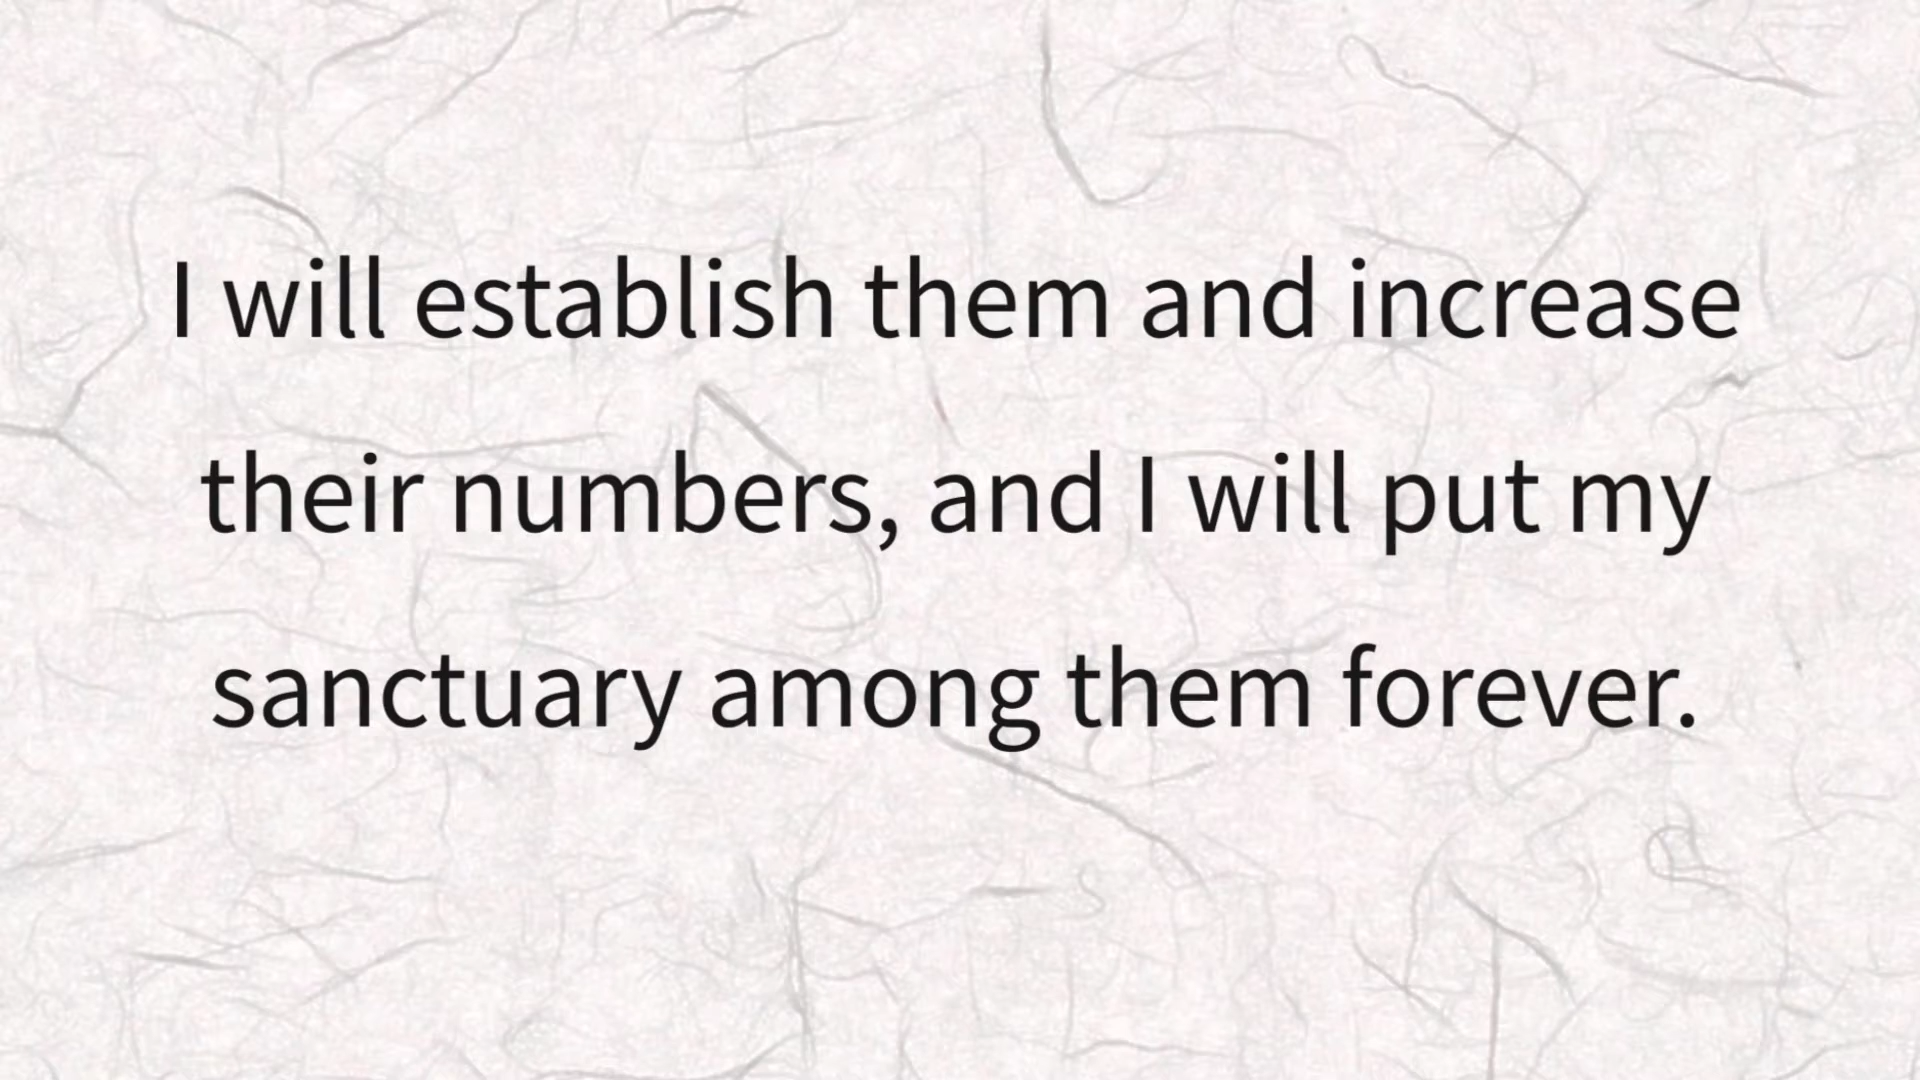 I will establish them and increase
their numbers, and I will put my
sanctuary among them forever.